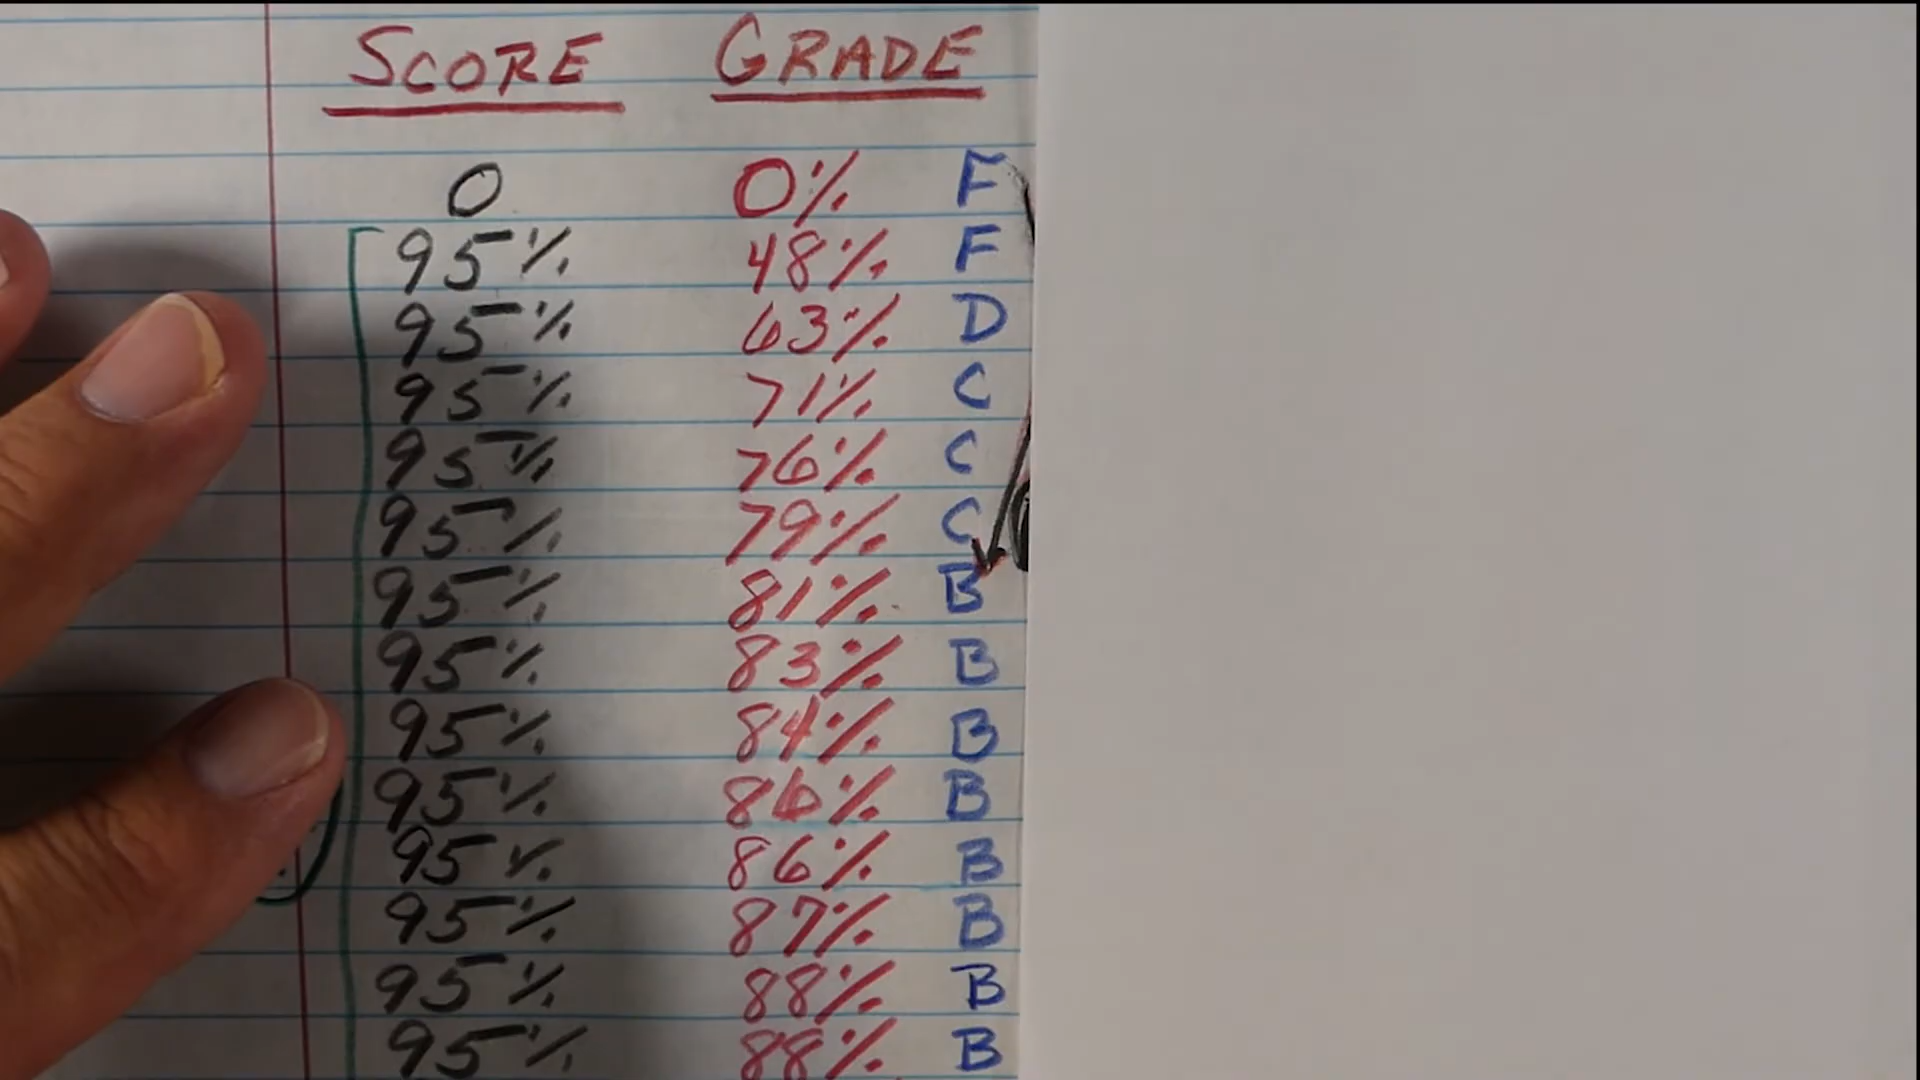 SCORE GRADE
0 0% F
95% 48% F
95% 63% D
95% 71% C
95% 76% C
95% 79% C
95% 81% B
95% 83% B
95% 84% B
95% 86% B
95% 86% B
95% 87% B
95% 88% B
95% 88% B